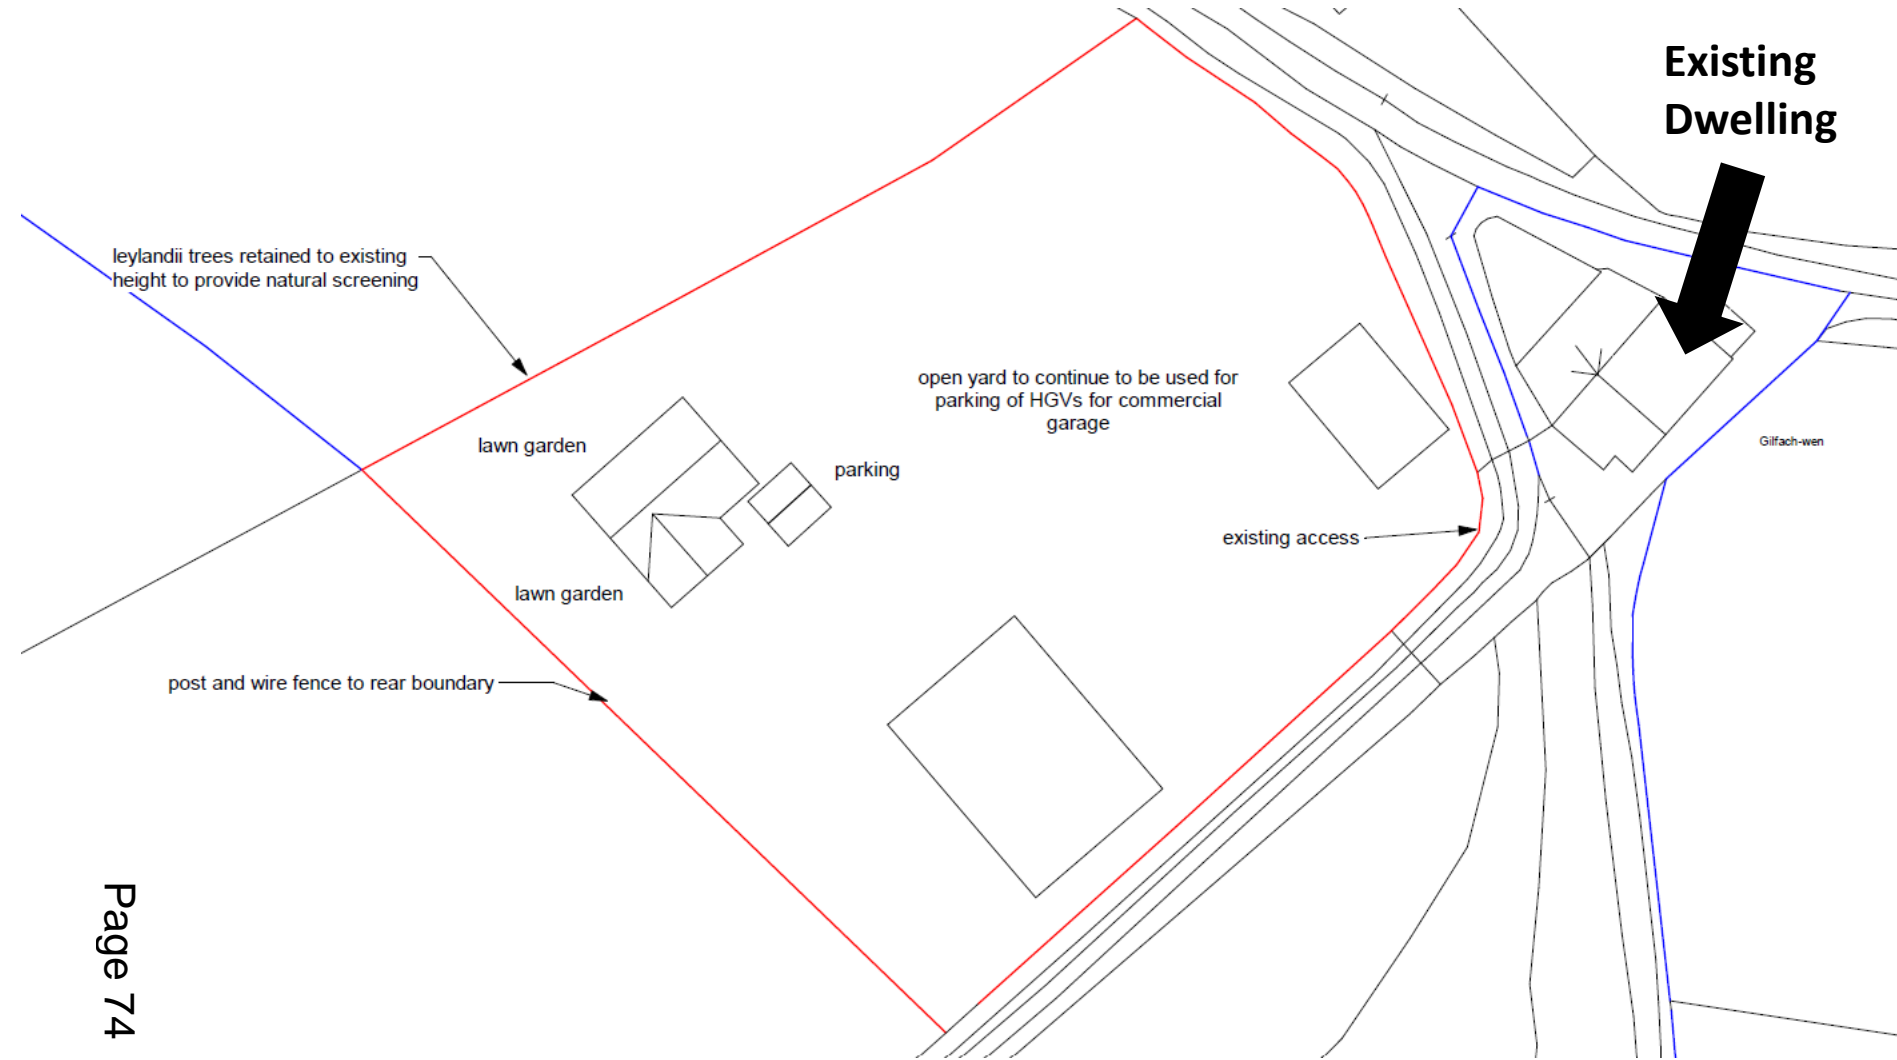 Existing
Dwelling
leylandii trees retained to existing
height to provide natural screening
open yard to continue to be used for
parking of HGVs for commercial
garage
lawn garden
parking
Gilfach-wen
existing access
lawn garden
post and wire fence to rear boundary
Page 74